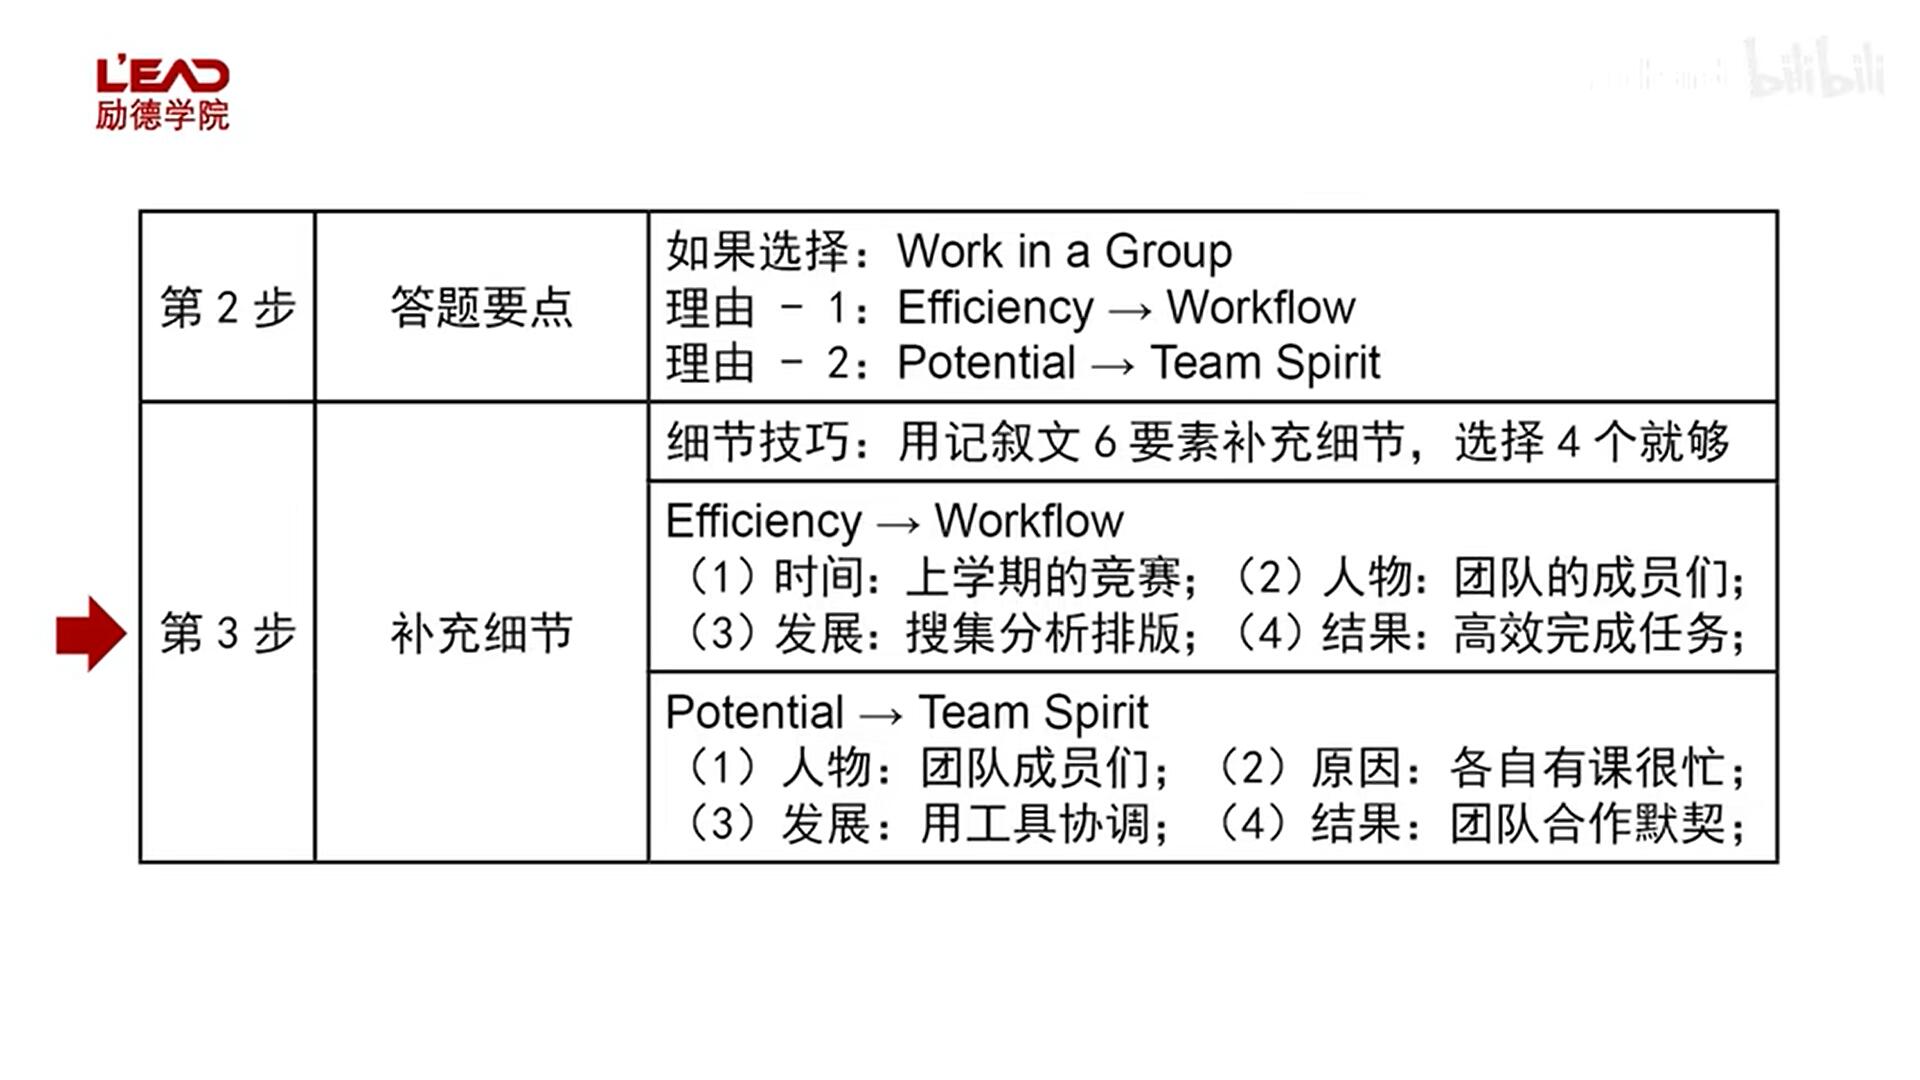 L'EAD
励德学院
bilibili
第 2 步
答题要点
如果选择：Work in a Group
理由 - 1：Efficiency → Workflow
理由 - 2：Potential → Team Spirit
第 3 步
补充细节
细节技巧：用记叙文 6 要素补充细节，选择 4 个就够
Efficiency → Workflow
（1）时间：上学期的竞赛；（2）人物：团队的成员们；
（3）发展：搜集分析排版；（4）结果：高效完成任务；
Potential → Team Spirit
（1）人物：团队成员们；（2）原因：各自有课很忙；
（3）发展：用工具协调；（4）结果：团队合作默契；